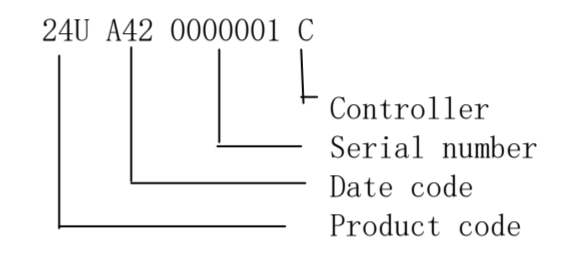 24U A42 0000001 C
Controller
Serial number
Date code
Product code